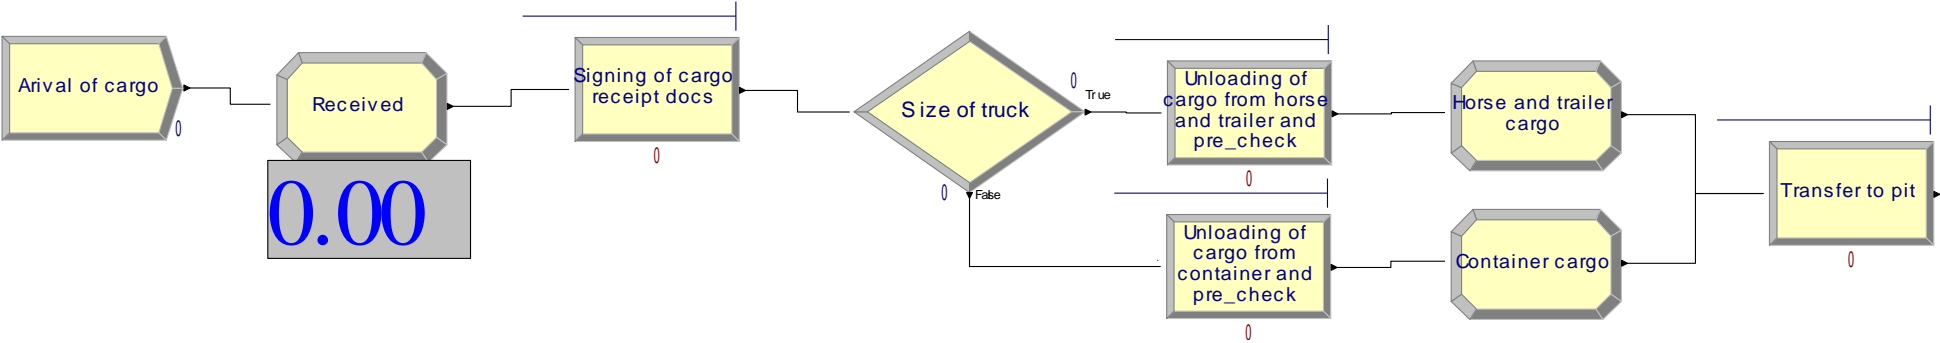 Arival of cargo
0
Received
0.00
Signing of cargo
receipt docs
0
Size of truck
0
True
0
False
Unloading of
cargo from horse
and trailer and
pre_check
0
Unloading of
cargo from
container and
pre_check
0
Horse and trailer
cargo
Container cargo
Transfer to pit
0